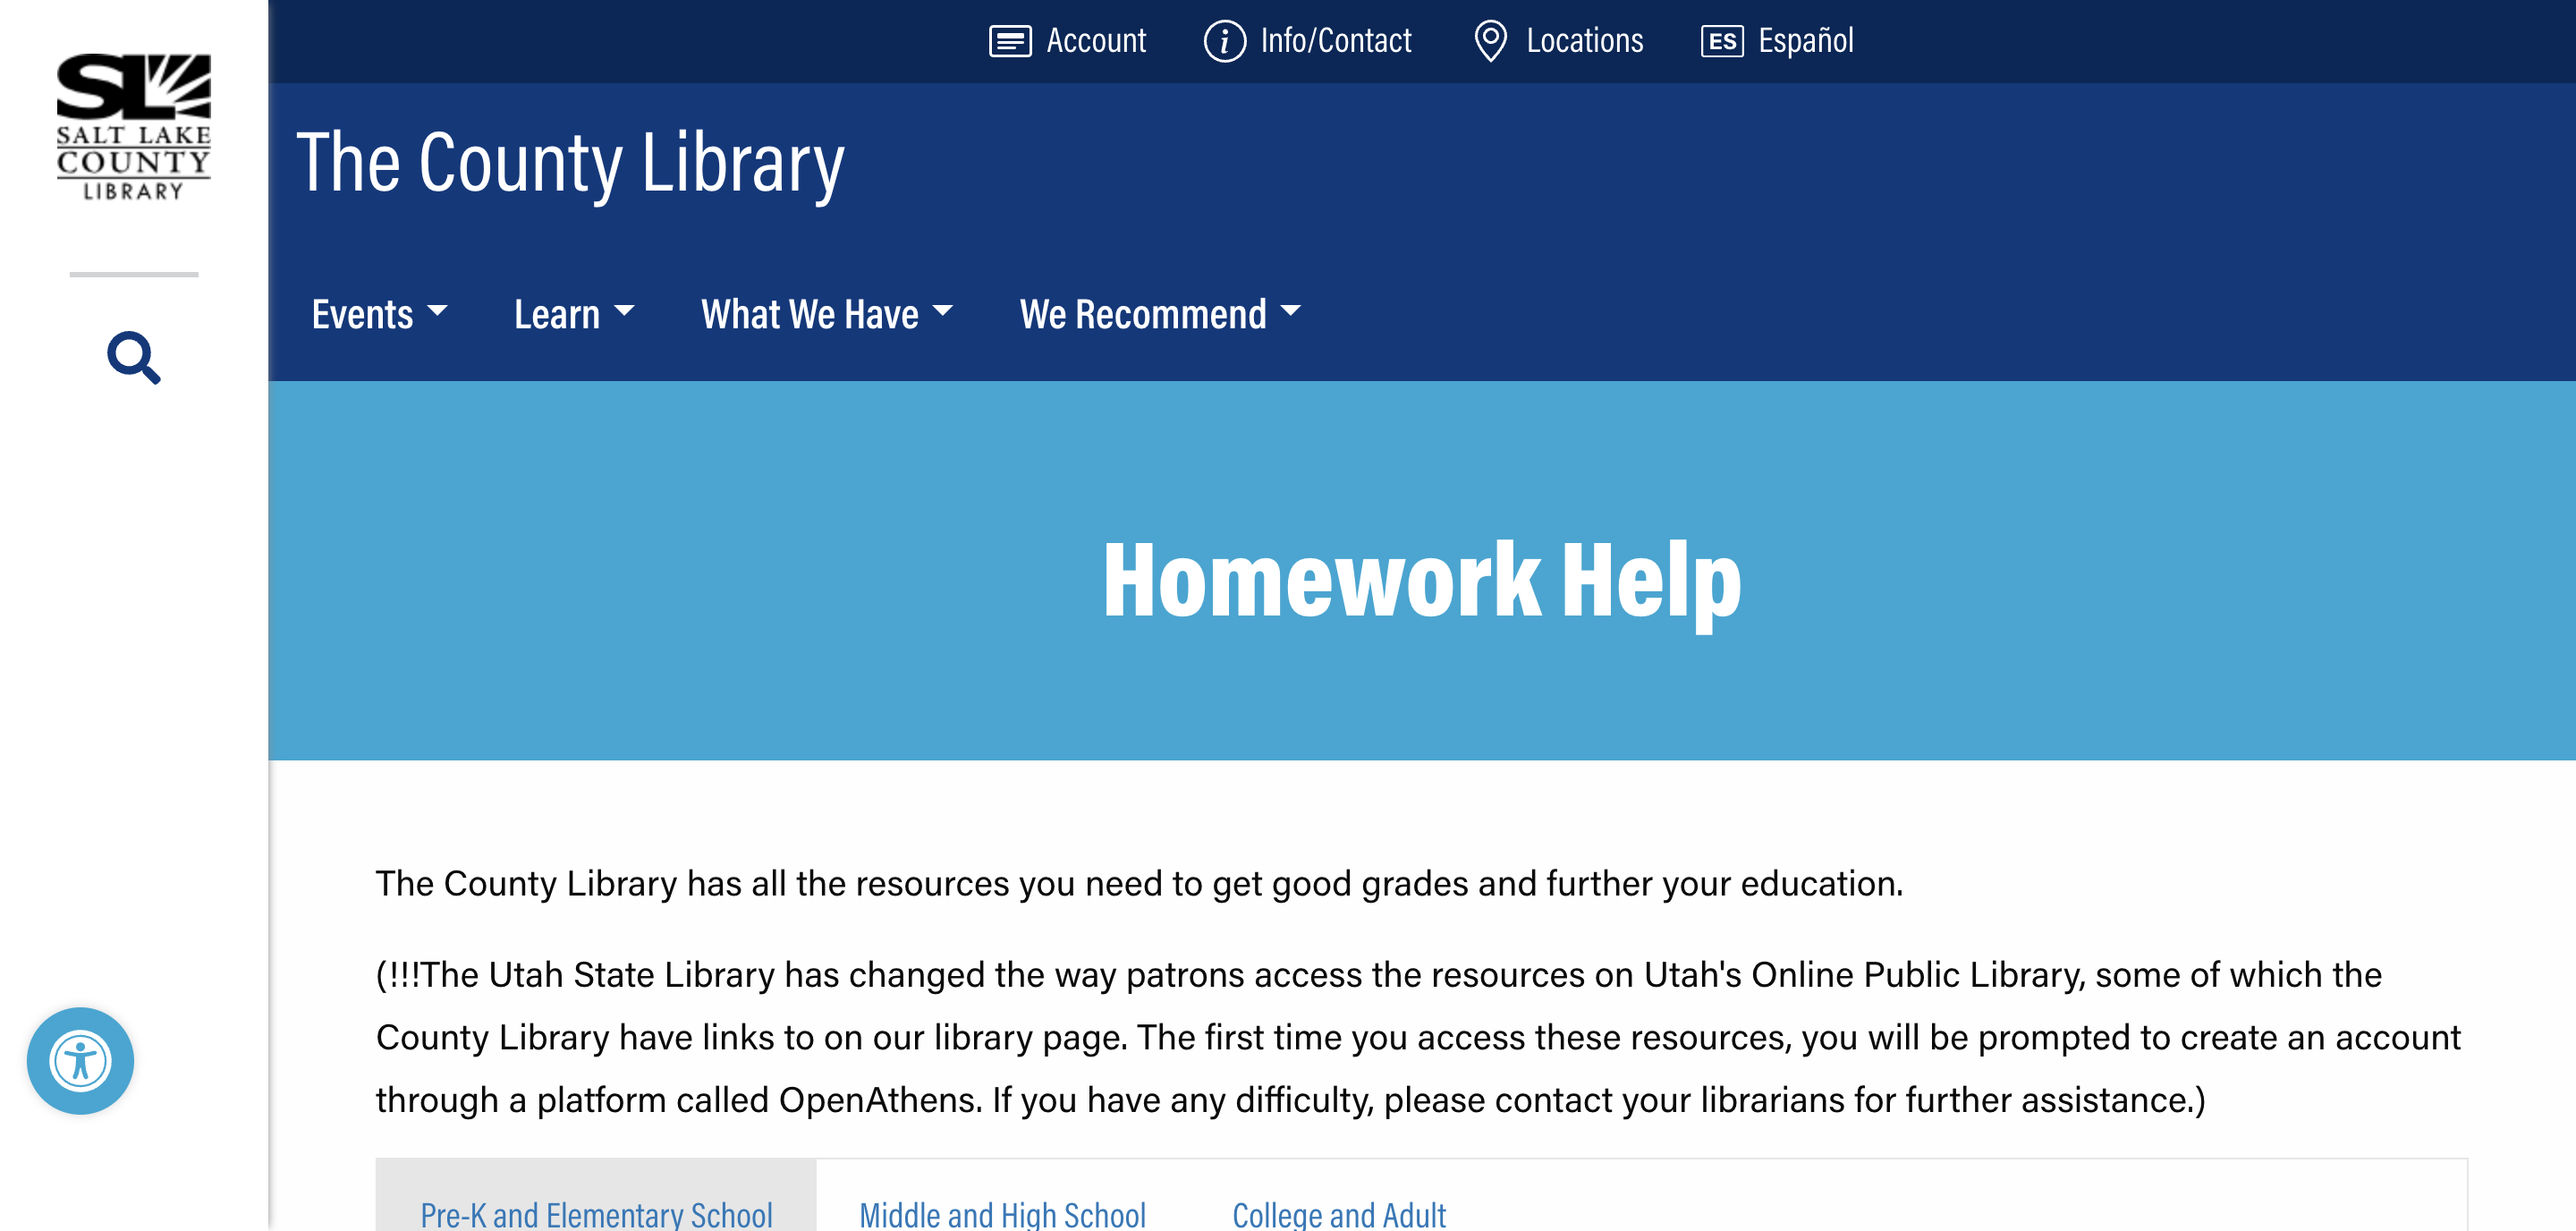 SL
SALT LAKE
COUNTY
LIBRARY
Account
Info/Contact
Locations
ES Español
The County Library
Events
Learn
What We Have
We Recommend
Homework Help
The County Library has all the resources you need to get good grades and further your education.
(!!!The Utah State Library has changed the way patrons access the resources on Utah's Online Public Library, some of which the
County Library have links to on our library page. The first time you access these resources, you will be prompted to create an account
through a platform called OpenAthens. If you have any difficulty, please contact your librarians for further assistance.)
Pre-K and Elementary School
Middle and High School
College and Adult